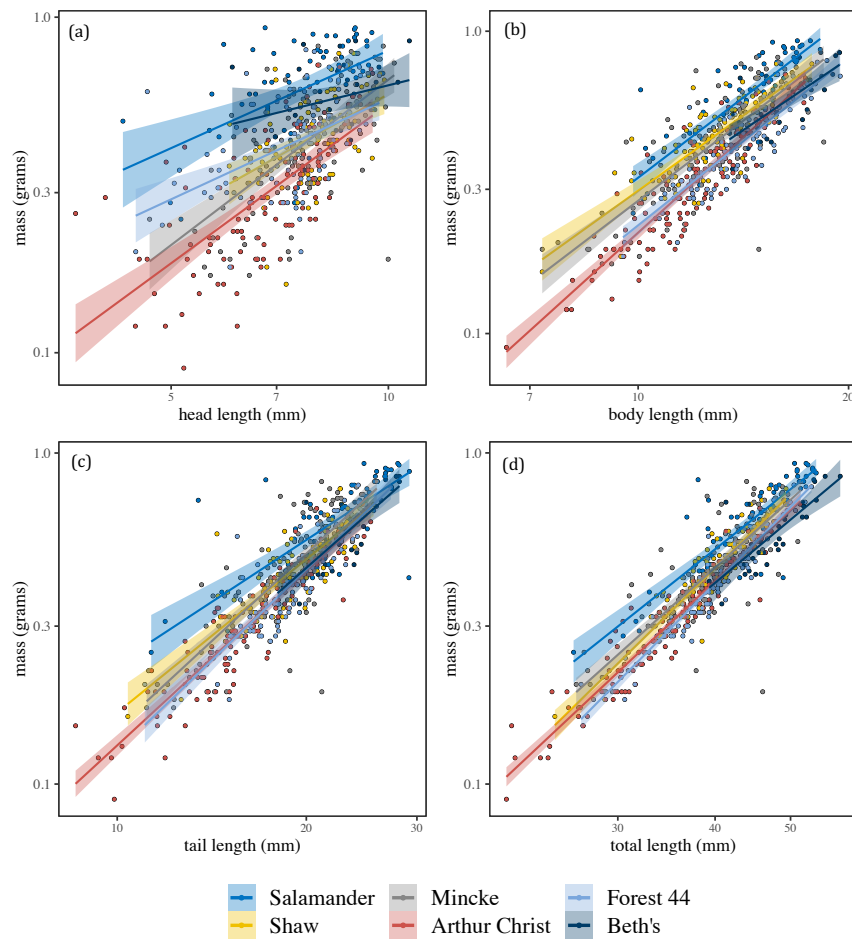 (a)
1.0
0.3
0.1
mass (grams)
5 7 10
head length (mm)
(b)
1.0
0.3
0.1
mass (grams)
7 10 20
body length (mm)
(c)
1.0
0.3
0.1
mass (grams)
10 20 30
tail length (mm)
(d)
1.0
0.3
0.1
mass (grams)
30 40 50
total length (mm)
Salamander Mincke Forest 44
Shaw Arthur Christ Beth's